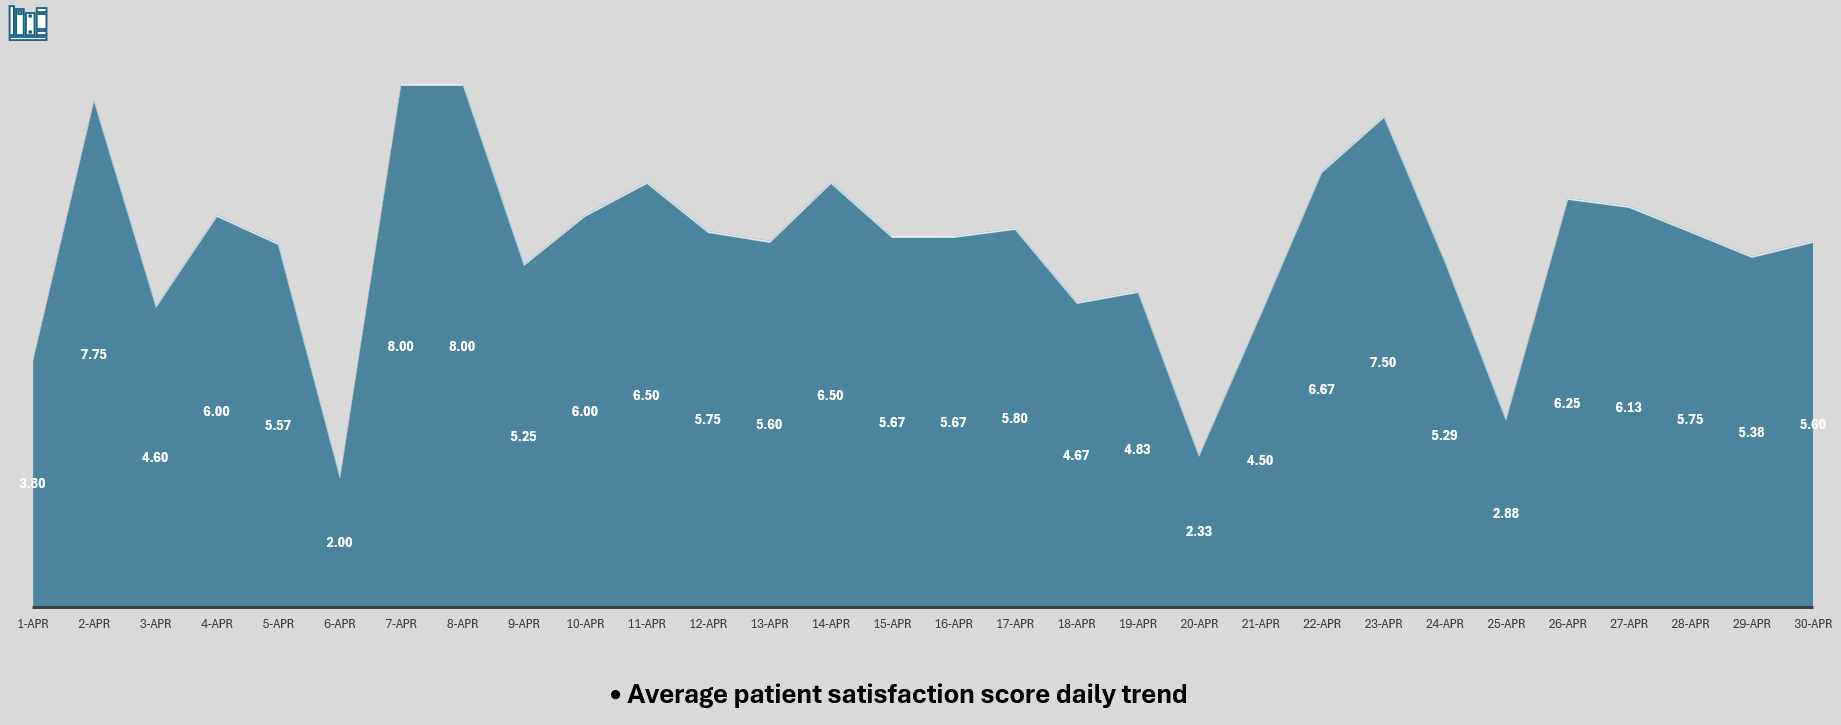 7.75
8.00 8.00
7.50
6.67
6.00 6.00 6.50 6.50 6.25 6.13
5.57 5.75 5.60 5.67 5.67 5.80 5.75 5.60
5.25 5.29 5.38
4.60 4.67 4.83 4.50
3.80
2.88
2.00 2.33
1-APR 2-APR 3-APR 4-APR 5-APR 6-APR 7-APR 8-APR 9-APR 10-APR 11-APR 12-APR 13-APR 14-APR 15-APR 16-APR 17-APR 18-APR 19-APR 20-APR 21-APR 22-APR 23-APR 24-APR 25-APR 26-APR 27-APR 28-APR 29-APR 30-APR
• Average patient satisfaction score daily trend